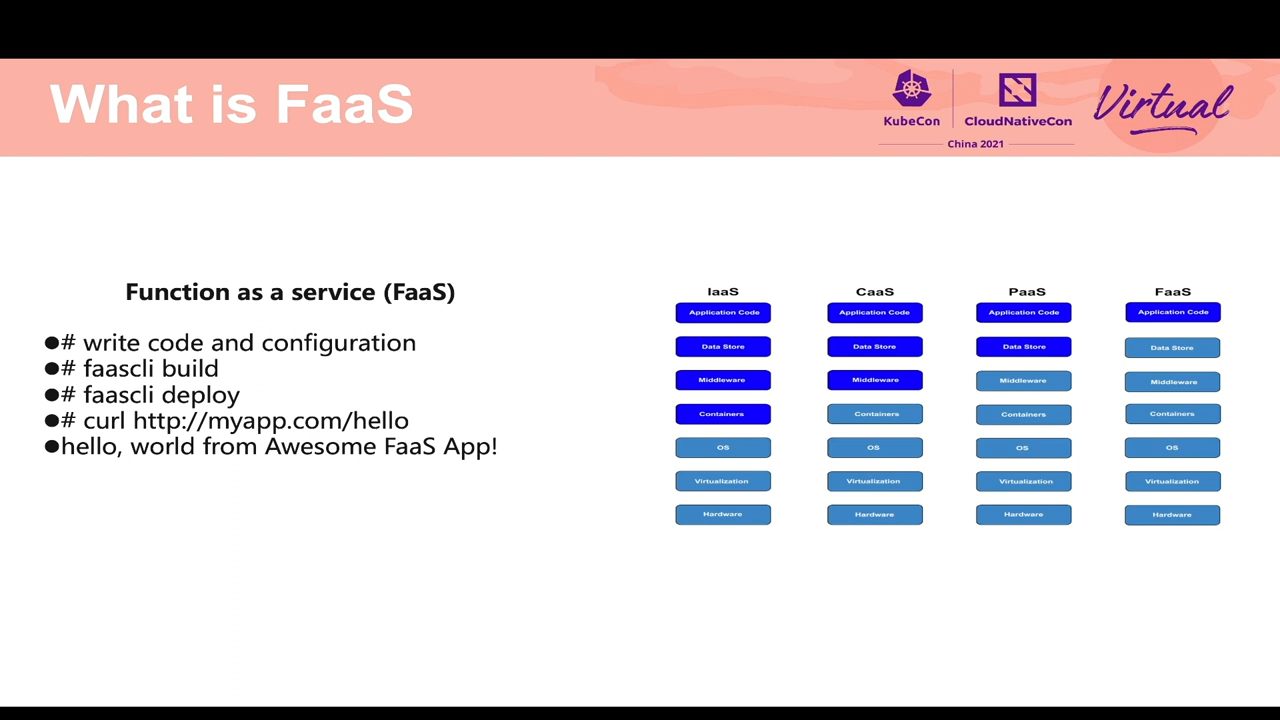 What is FaaS
KubeCon
CloudNativeCon
China 2021
Virtual
Function as a service (FaaS)
●# write code and configuration
●# faascli build
●# faascli deploy
●# curl http://myapp.com/hello
●hello, world from Awesome FaaS App!
IaaS CaaS PaaS FaaS
Application Code Application Code Application Code Application Code
Data Store Data Store Data Store Data Store
Middleware Middleware Middleware Middleware
Containers Containers Containers Containers
OS OS OS OS
Virtualization Virtualization Virtualization Virtualization
Hardware Hardware Hardware Hardware